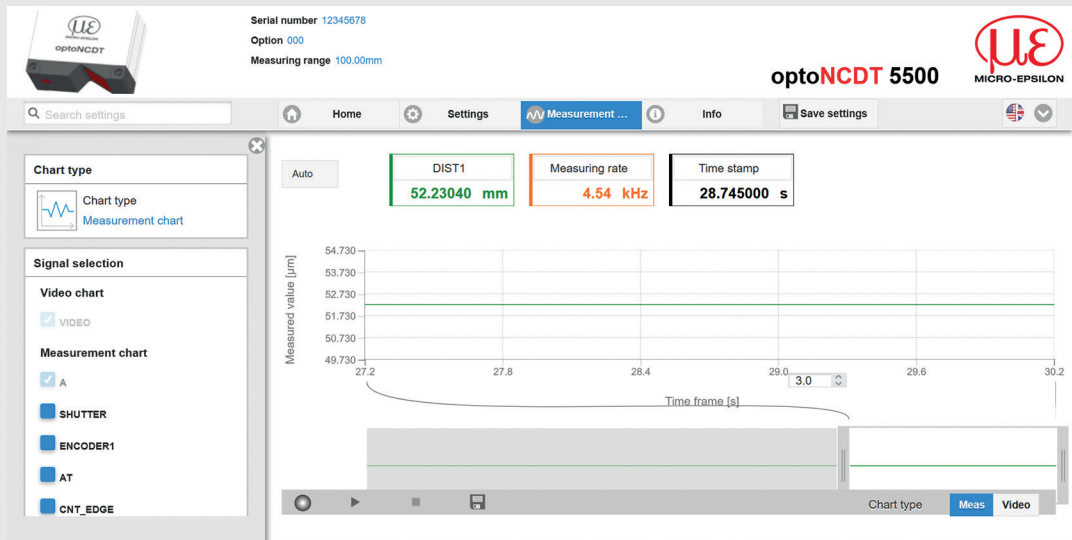 με
MICRO-EPSILON
optoNCDT
Serial number 12345678
Option 000
Measuring range 100.00mm
optoNCDT 5500
με
MICRO-EPSILON
Search settings
Home
Settings
Measurement ...
Info
Save settings
Chart type
Chart type
Measurement chart
Signal selection
Video chart
VIDEO
Measurement chart
A
SHUTTER
ENCODER1
AT
CNT_EDGE
Auto
DIST1
52.23040 mm
Measuring rate
4.54 kHz
Time stamp
28.745000 s
Measured value [µm]
54.730
53.730
52.730
51.730
50.730
49.730
27.2 27.8 28.4 29.0 29.6 30.2
3.0
Time frame [s]
Chart type Meas Video